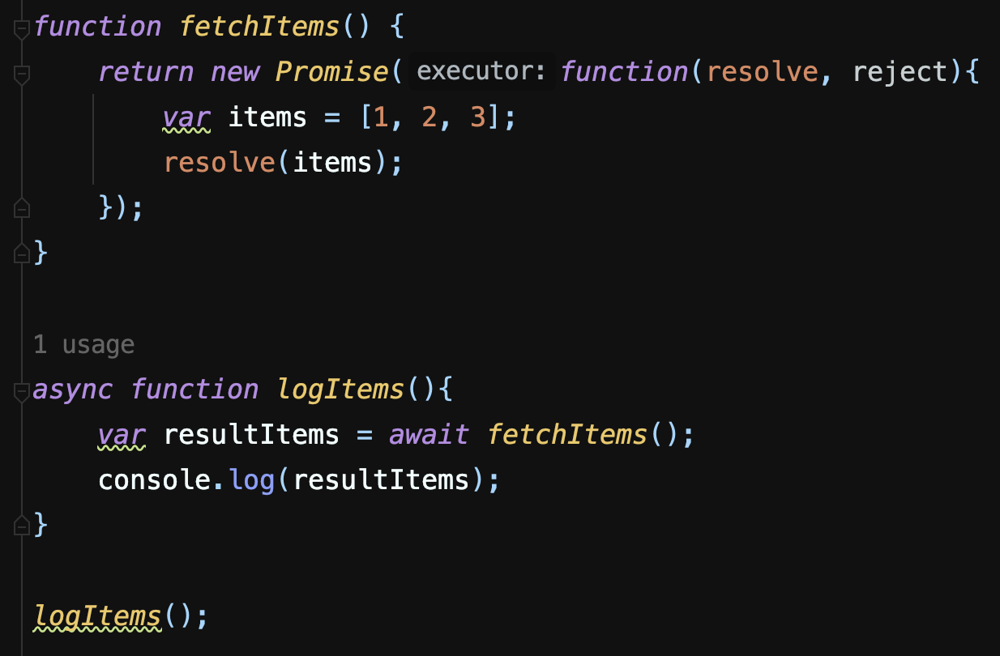 function fetchItems() {
    return new Promise( executor: function(resolve, reject){
        var items = [1, 2, 3];
        resolve(items);
    });
}
1 usage
async function logItems(){
    var resultItems = await fetchItems();
    console.log(resultItems);
}
logItems();